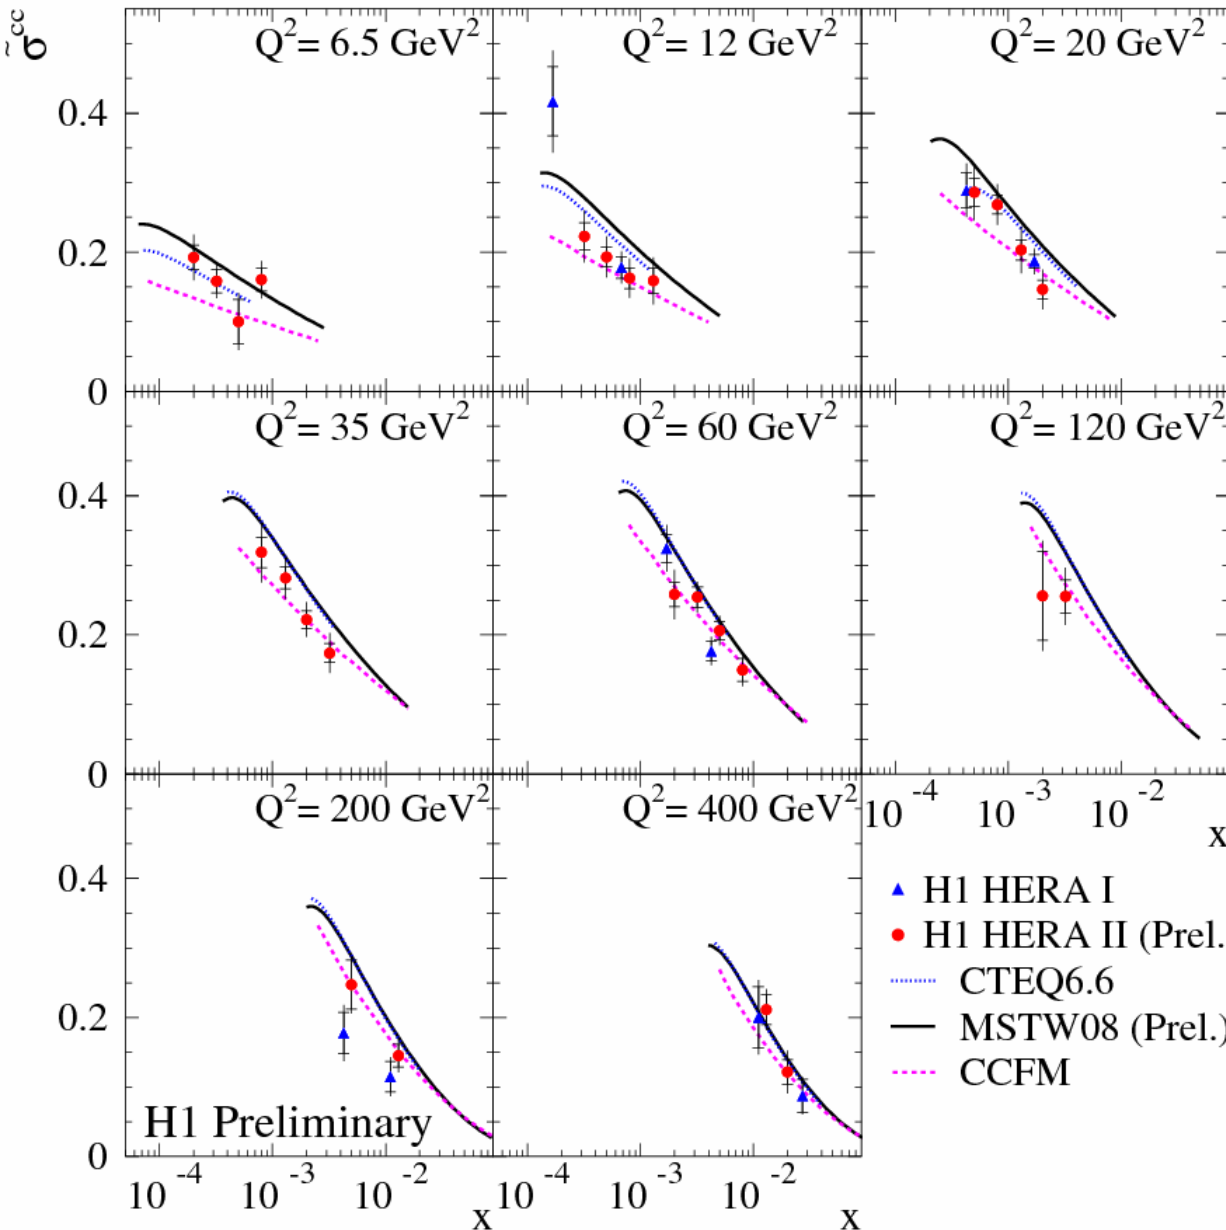 σ̃^cc
Q² = 6.5 GeV²
Q² = 12 GeV²
Q² = 20 GeV²
0.4
0.2
0
Q² = 35 GeV²
Q² = 60 GeV²
Q² = 120 GeV²
0.4
0.2
0
10⁻⁴ 10⁻³ 10⁻²
x
Q² = 200 GeV²
Q² = 400 GeV²
0.4
0.2
0
H1 Preliminary
10⁻⁴ 10⁻³ 10⁻²
x
10⁻⁴ 10⁻³ 10⁻²
x
H1 HERA I
H1 HERA II (Prel.
CTEQ6.6
MSTW08 (Prel.)
CCFM